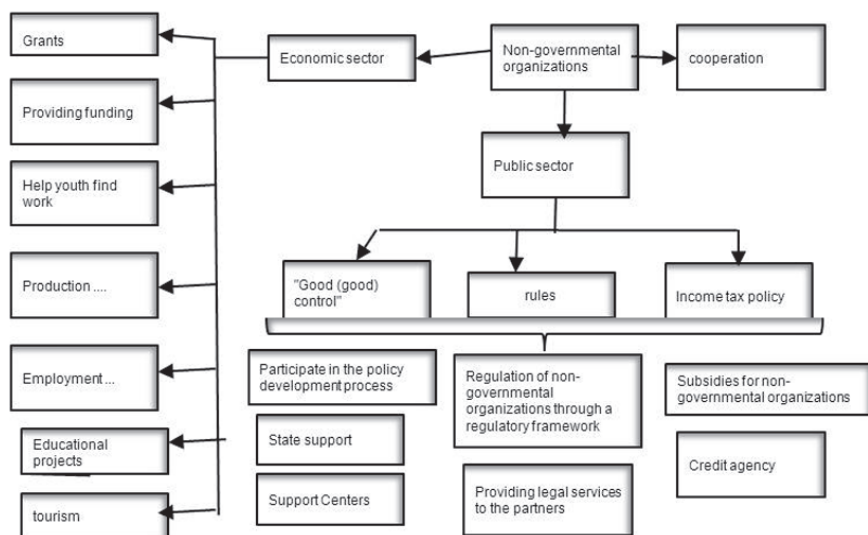 Grants
Economic sector
Non-governmental
organizations
cooperation
Providing funding
Public sector
Help youth find
work
Production ....
"Good (good)
control"
rules
Income tax policy
Employment ...
Participate in the policy
development process
Regulation of non-
governmental
organizations through a
regulatory framework
Subsidies for non-
governmental organizations
Educational
projects
State support
Credit agency
Support Centers
Providing legal services
to the partners
tourism